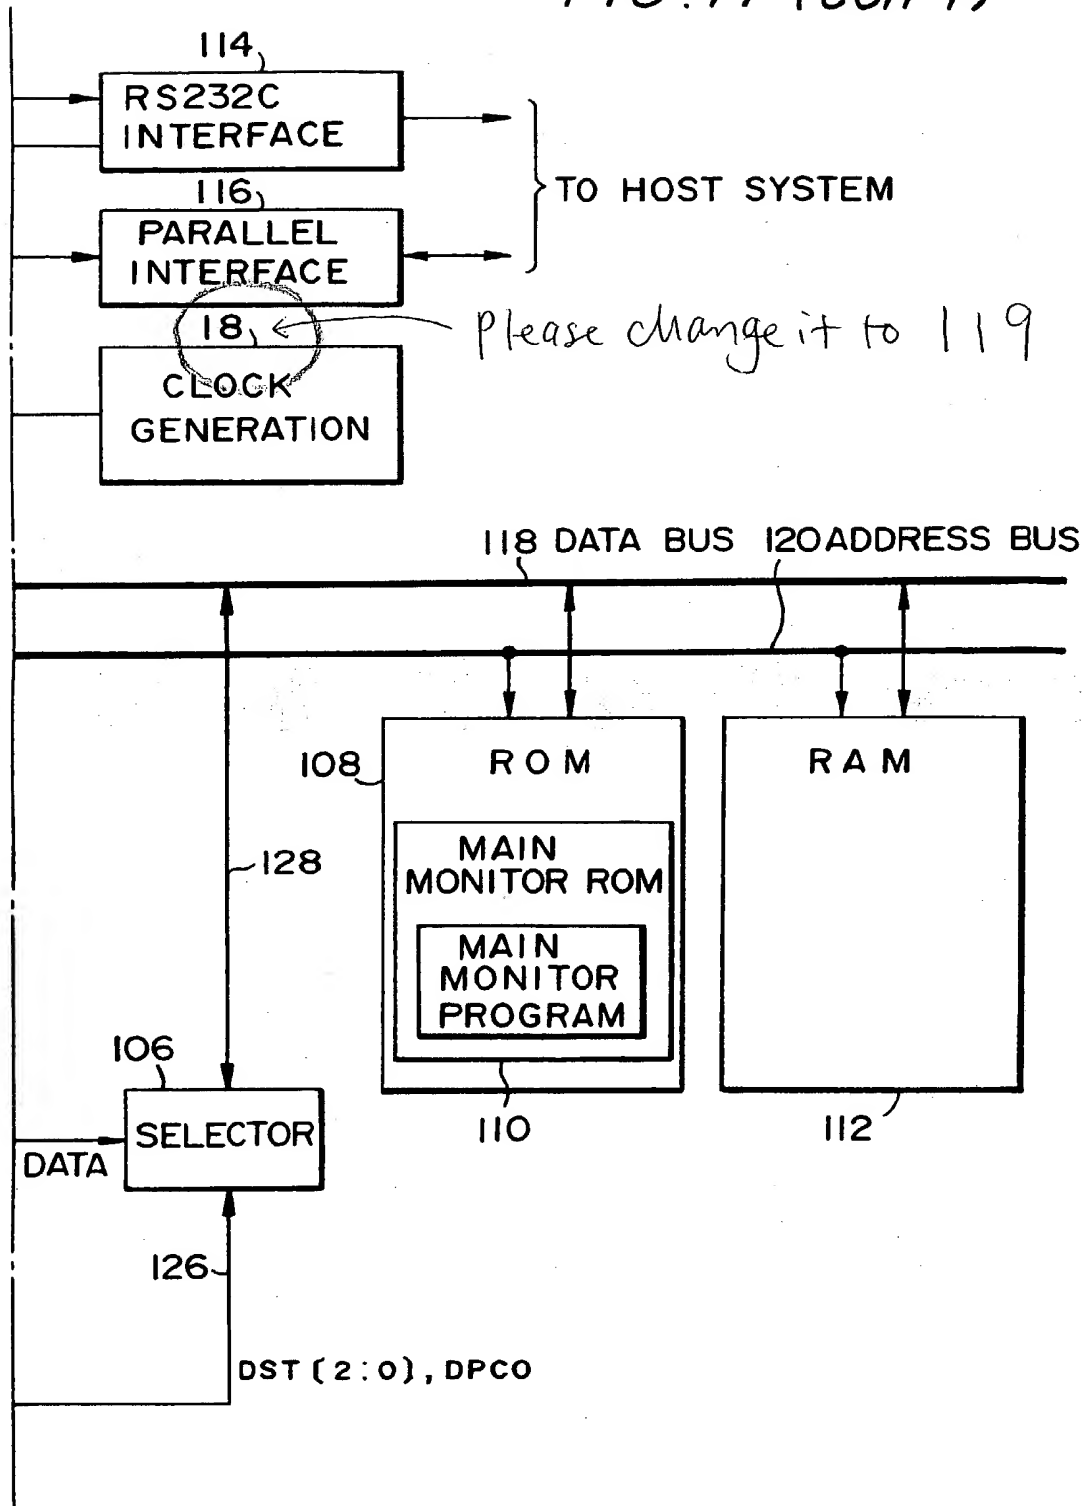 114
RS232C
INTERFACE
TO HOST SYSTEM
116
PARALLEL
INTERFACE
18
Please change it to 119
CLOCK
GENERATION
118 DATA BUS 120 ADDRESS BUS
108
ROM
RAM
MAIN
MONITOR ROM
128
MAIN
MONITOR
PROGRAM
106
SELECTOR
110
112
DATA
126
DST (2:0), DPCO